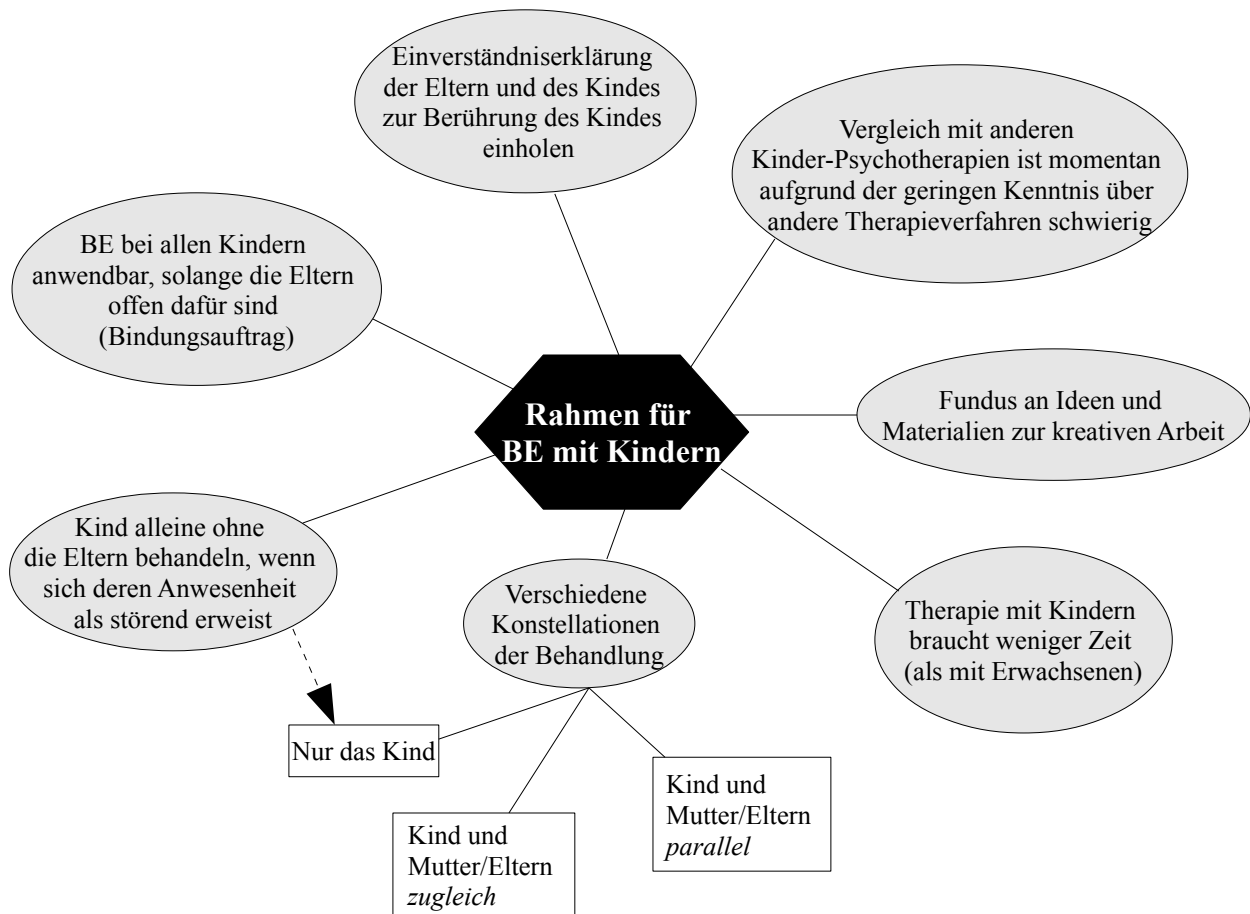 Einverständniserklärung
der Eltern und des Kindes
zur Berührung des Kindes
einholen
Vergleich mit anderen
Kinder-Psychotherapien ist momentan
aufgrund der geringen Kenntnis über
andere Therapieverfahren schwierig
BE bei allen Kindern
anwendbar, solange die Eltern
offen dafür sind
(Bindungsauftrag)
Rahmen für
BE mit Kindern
Fundus an Ideen und
Materialien zur kreativen Arbeit
Kind alleine ohne
die Eltern behandeln, wenn
sich deren Anwesenheit
als störend erweist
Verschiedene
Konstellationen
der Behandlung
Therapie mit Kindern
braucht weniger Zeit
(als mit Erwachsenen)
Nur das Kind
Kind und
Mutter/Eltern
zugleich
Kind und
Mutter/Eltern
parallel